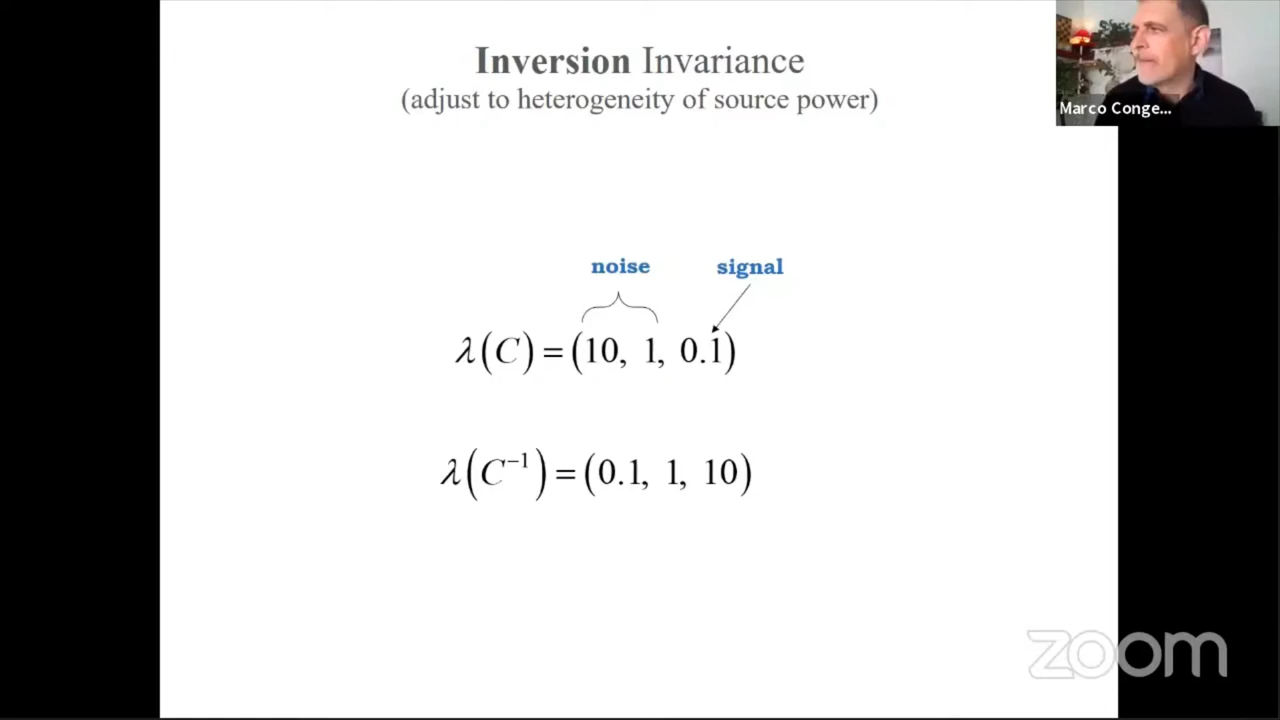 Inversion Invariance
(adjust to heterogeneity of source power)
Marco Conge...
noise signal
λ(C) = (10, 1, 0.1)
λ(C⁻¹) = (0.1, 1, 10)
zoom